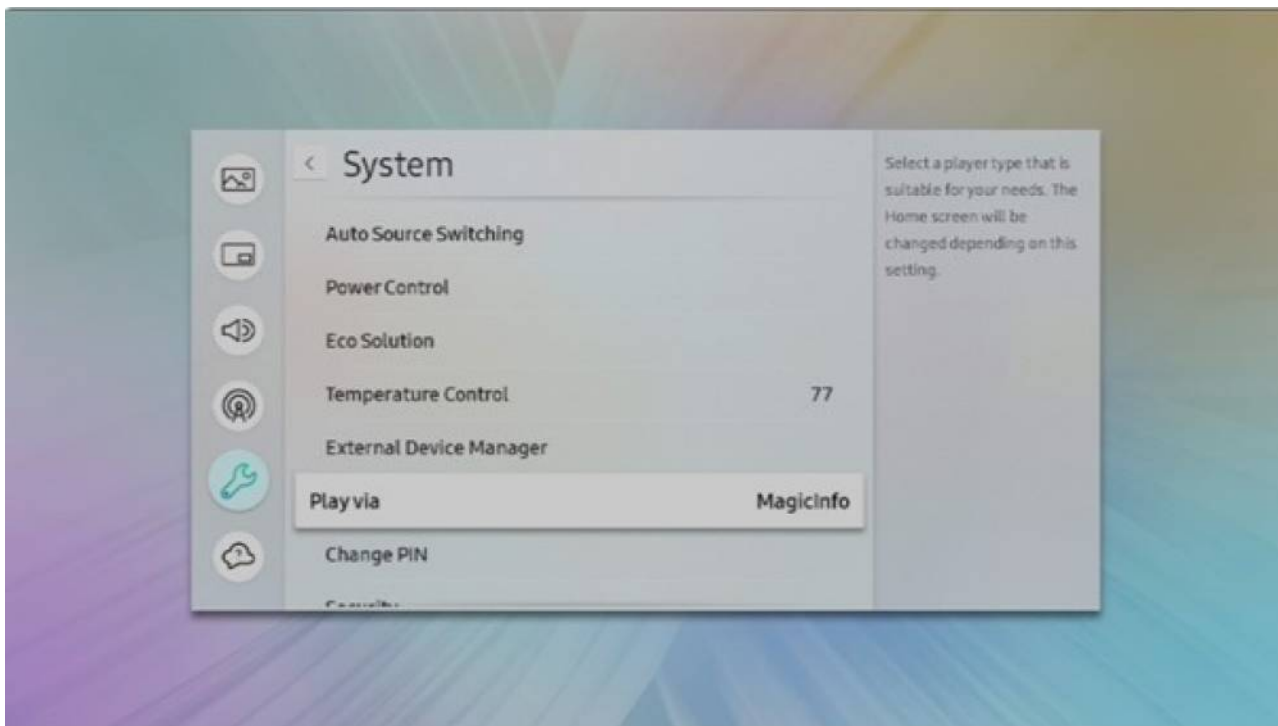 System
Auto Source Switching
Power Control
Eco Solution
Temperature Control 77
External Device Manager
Play via MagicInfo
Change PIN
Security
Select a player type that is
suitable for your needs. The
Home screen will be
changed depending on this
setting.